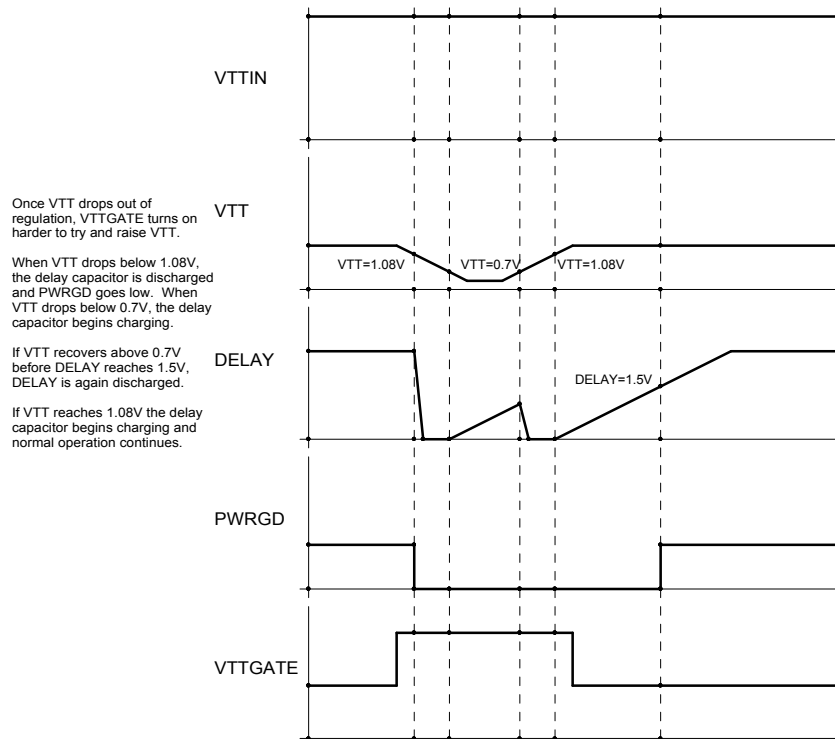 VTTIN
Once VTT drops out of
regulation, VTTGATE turns on
harder to try and raise VTT.
When VTT drops below 1.08V,
the delay capacitor is discharged
and PWRGD goes low. When
VTT drops below 0.7V, the delay
capacitor begins charging.
If VTT recovers above 0.7V
before DELAY reaches 1.5V,
DELAY is again discharged.
If VTT reaches 1.08V the delay
capacitor begins charging and
normal operation continues.
VTT
VTT=1.08V VTT=0.7V VTT=1.08V
DELAY
DELAY=1.5V
PWRGD
VTTGATE